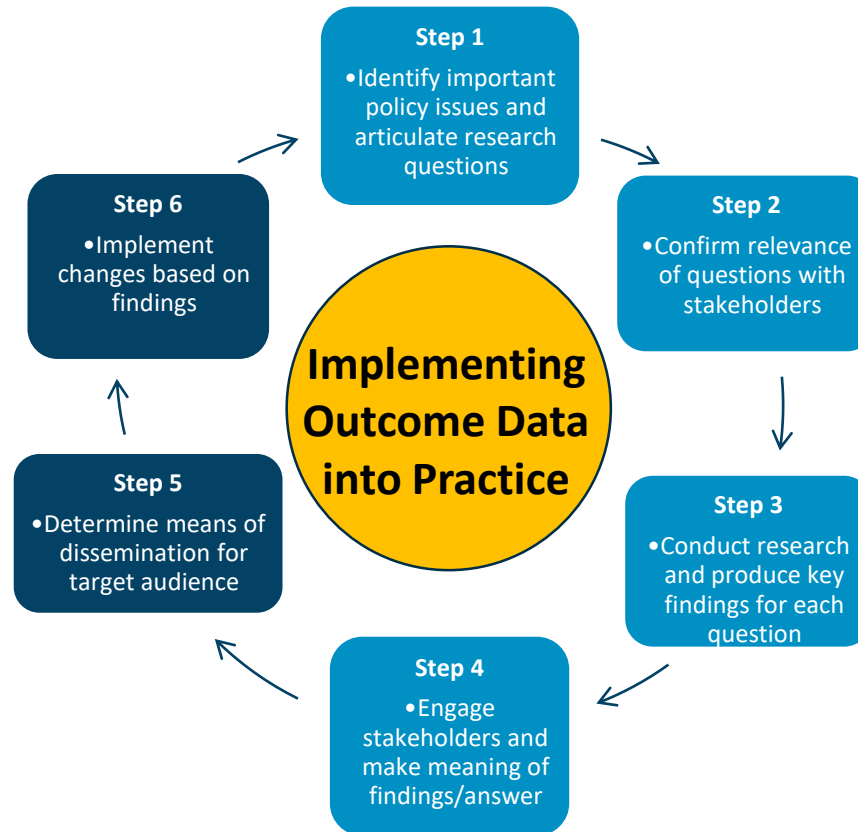 Step 1
•Identify important
policy issues and
articulate research
questions
Step 2
•Confirm relevance
of questions with
stakeholders
Step 3
•Conduct research
and produce key
findings for each
question
Step 4
•Engage
stakeholders and
make meaning of
findings/answer
Step 5
•Determine means of
dissemination for
target audience
Step 6
•Implement
changes based on
findings
Implementing
Outcome Data
into Practice